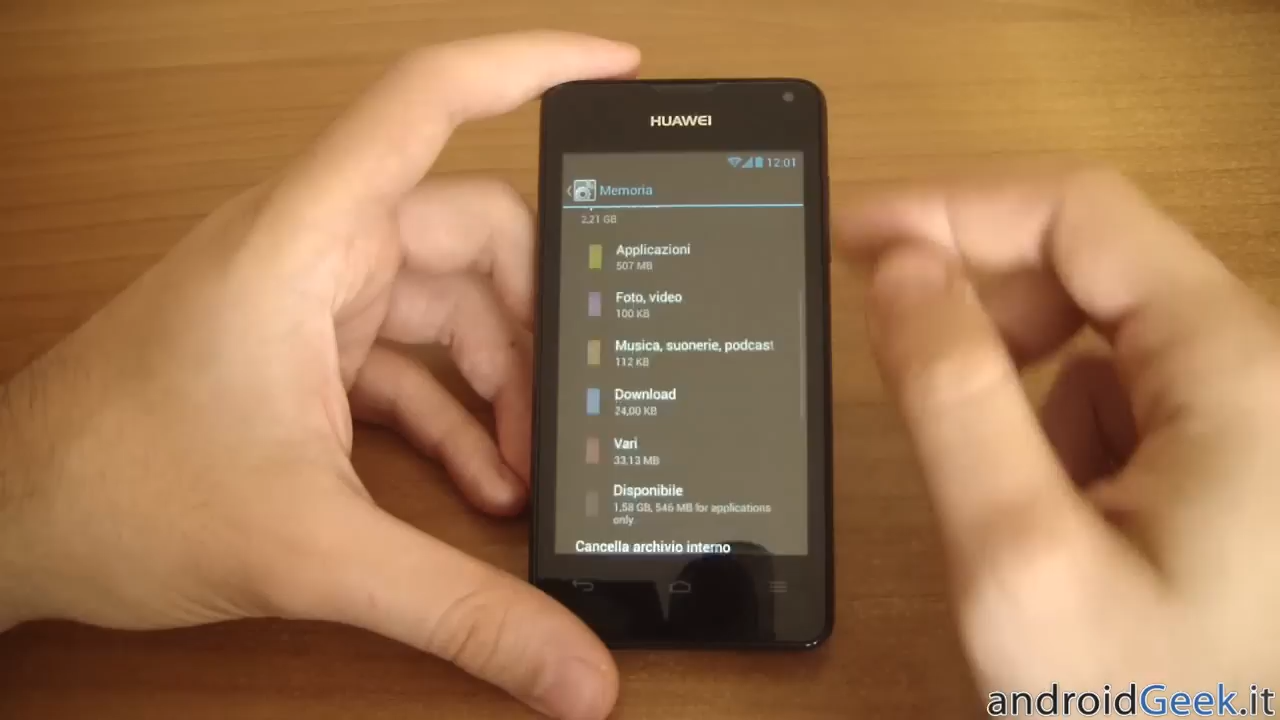 HUAWEI
12:01
Memoria
2,21 GB
Applicazioni
507 MB
Foto, video
100 KB
Musica, suonerie, podcast
112 KB
Download
24,00 KB
Vari
33,13 MB
Disponibile
1,58 GB, 546 MB for applications
only
Cancella archivio interno
androidGeek.it